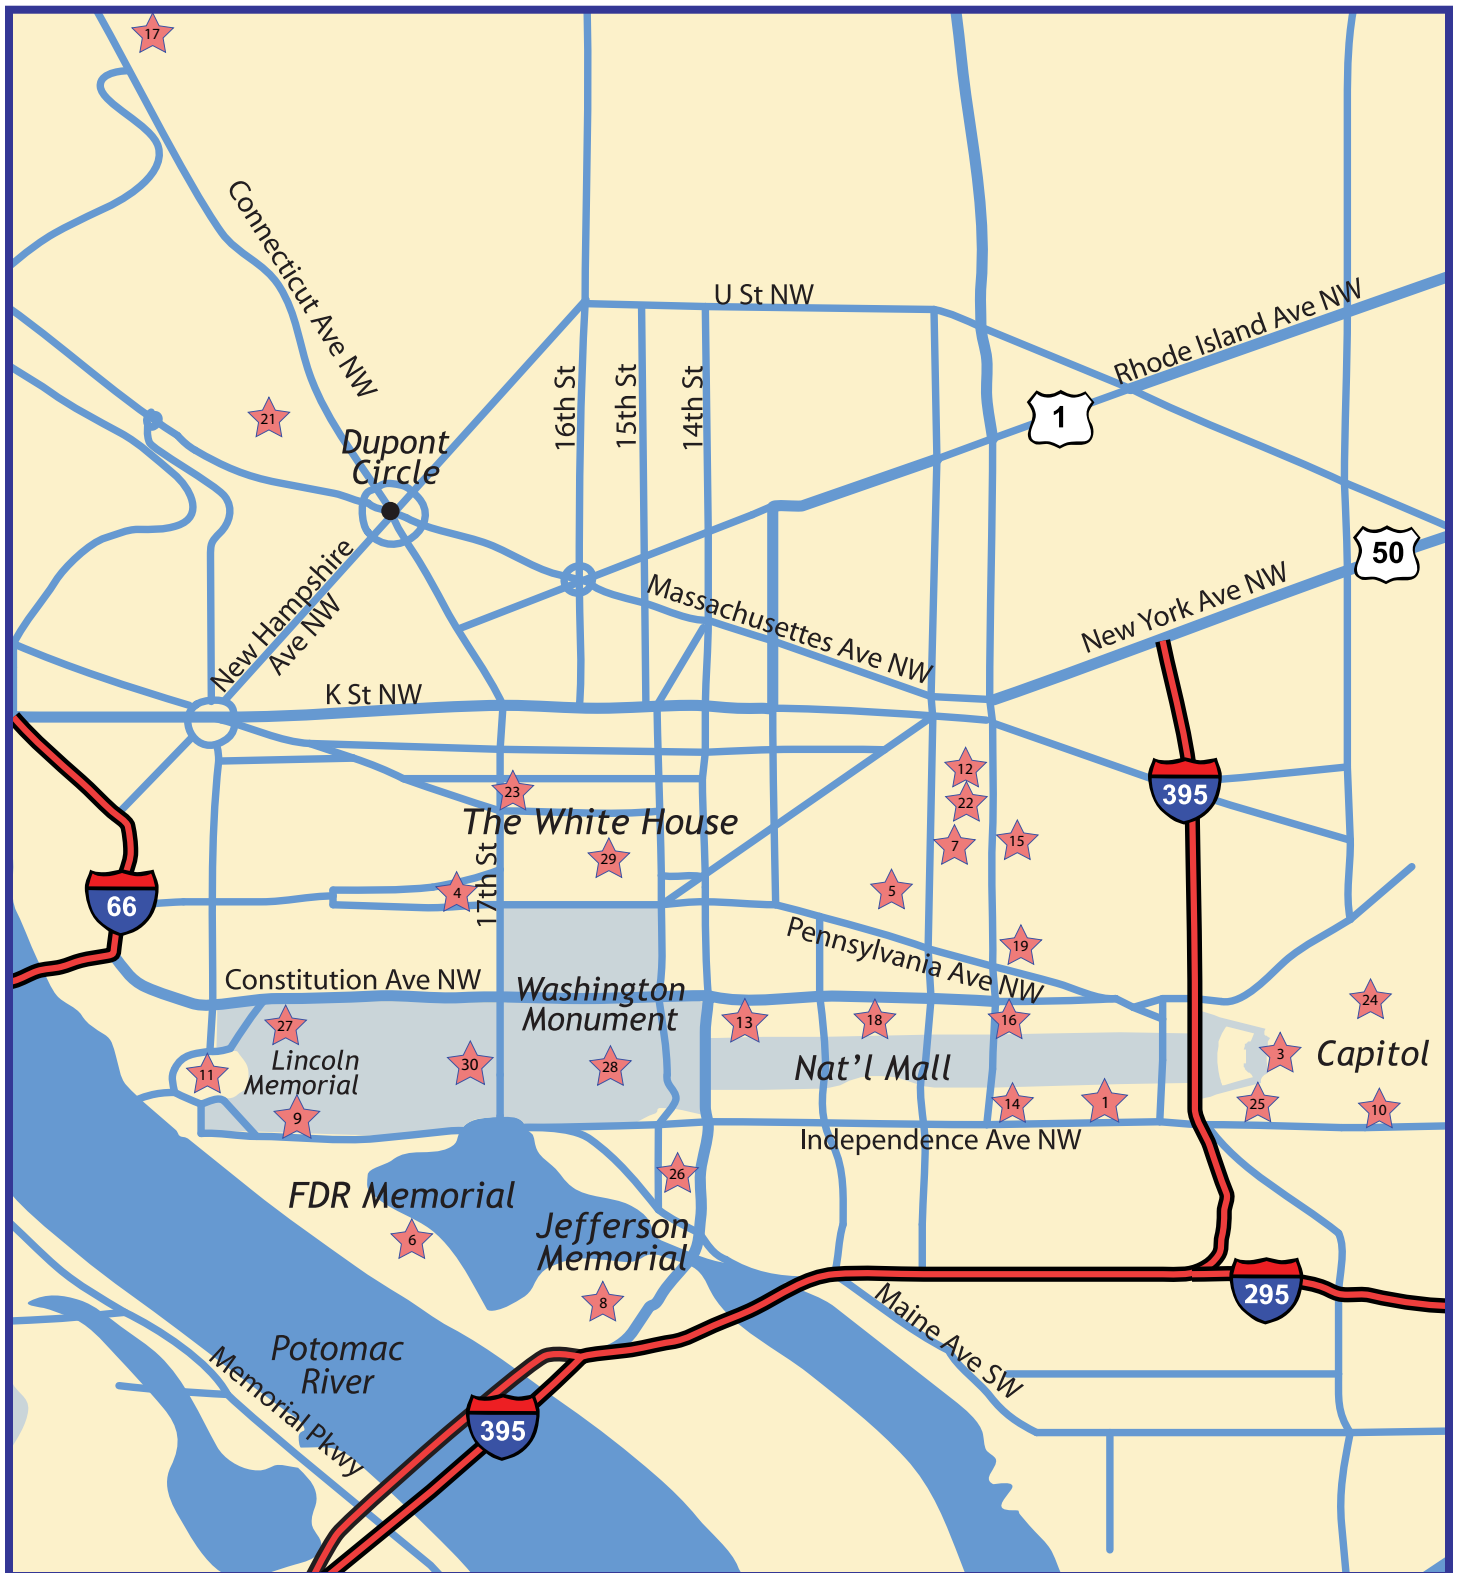 17
Connecticut Ave NW
U St NW
Rhode Island Ave NW
16th St
15th St
14th St
1
21
Dupont
Circle
50
New Hampshire
Ave NW
Massachusettes Ave NW
New York Ave NW
K St NW
12
395
23
22
The White House
7
15
29
17th St
4
5
66
Pennsylvania Ave NW
19
Constitution Ave NW
Washington
Monument
24
27
13
18
16
Lincoln
Memorial
30
28
Nat'l Mall
3
Capitol
11
9
14
1
25
10
Independence Ave NW
26
FDR Memorial
6
Jefferson
Memorial
8
295
Maine Ave SW
Potomac
River
Memorial Pkwy
395